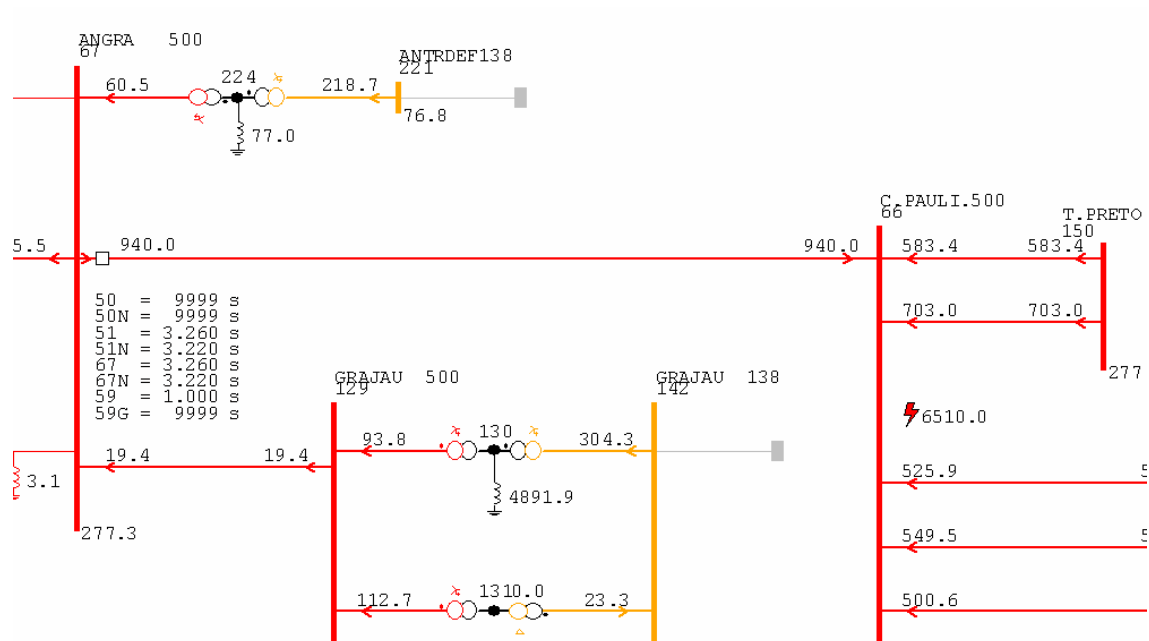 ANGRA 500
67
ANTRDEF138
221
60.5
224
218.7
76.8
77.0
C.PAULI.500
66
T.PRETO
150
5.5
940.0
940.0
583.4
583.4
50 = 9999 s
50N = 9999 s
51 = 3.260 s
51N = 3.220 s
67 = 3.260 s
67N = 3.220 s
59 = 1.000 s
59G = 9999 s
703.0
703.0
277
GRAJAU 500
129
GRAJAU 138
142
6510.0
93.8
130
304.3
19.4
19.4
3.1
4891.9
525.9
5
277.3
549.5
5
112.7
1310.0
23.3
500.6